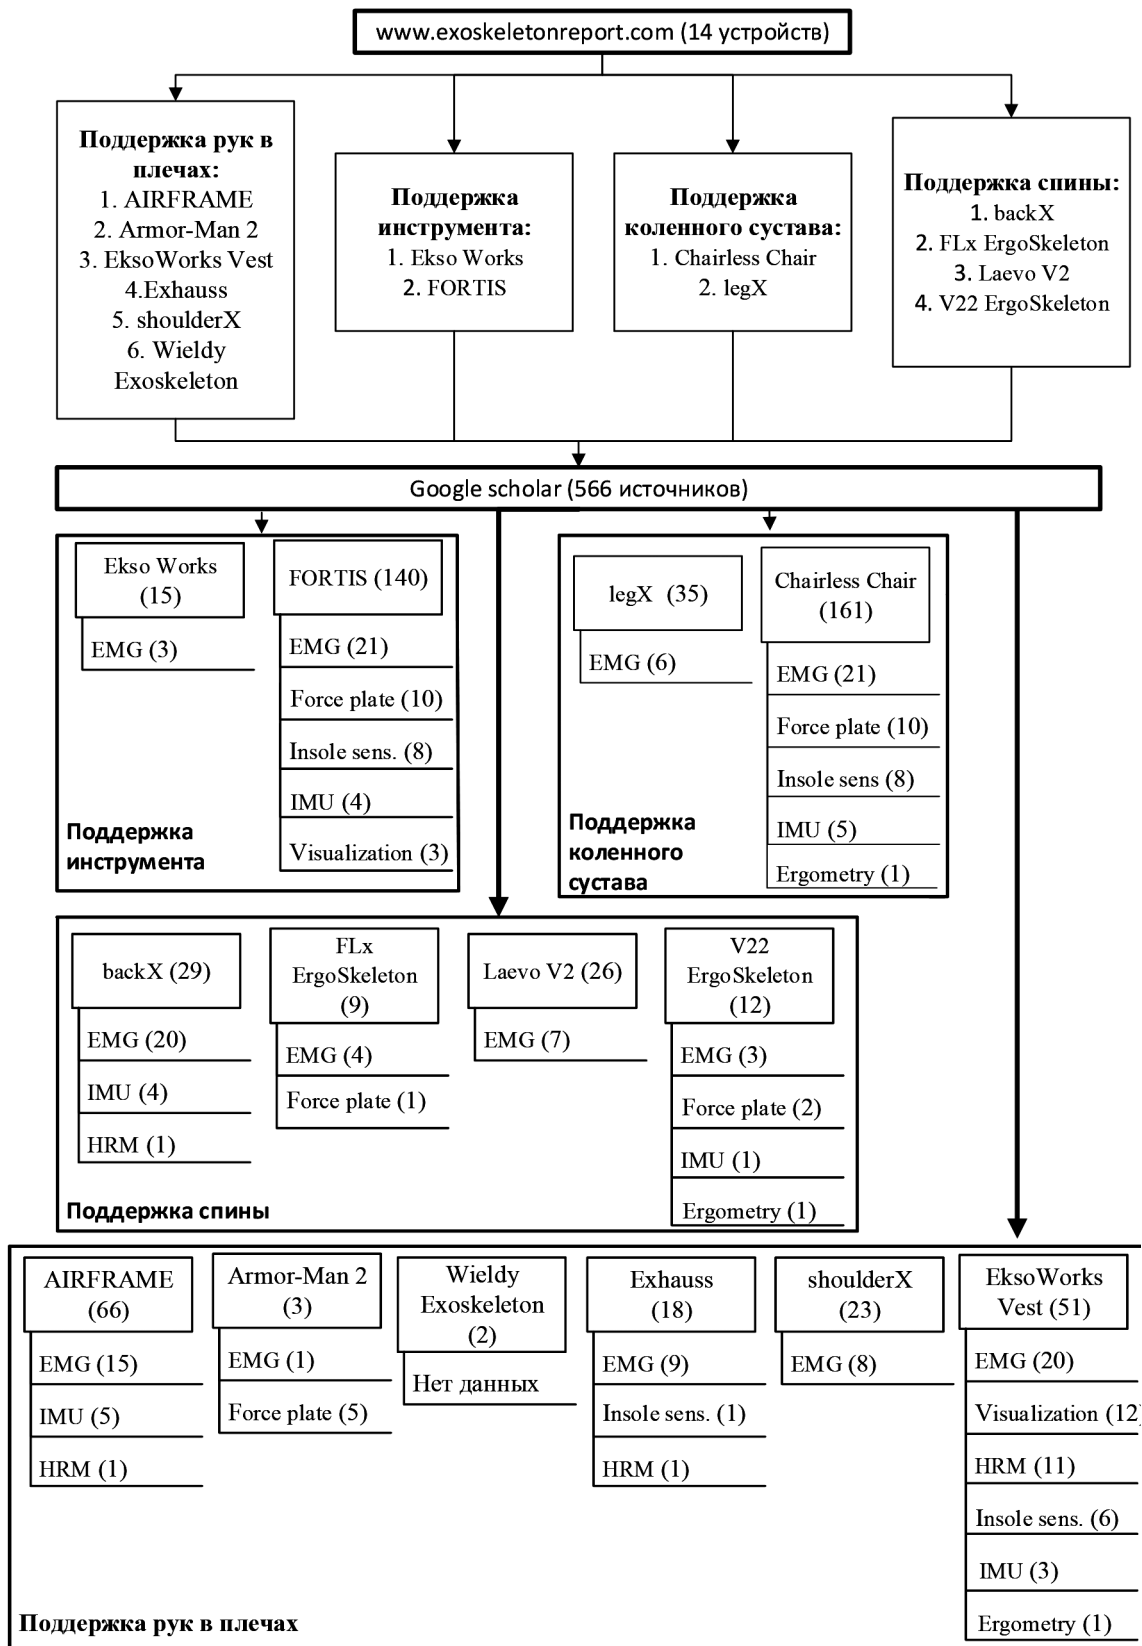 www.exoskeletonreport.com (14 устройств)
Поддержка рук в
плечах:
1. AIRFRAME
2. Armor-Man 2
3. EksoWorks Vest
4.Exhauss
5. shoulderX
6. Wieldy
Exoskeleton
Поддержка
инструмента:
1. Ekso Works
2. FORTIS
Поддержка
коленного сустава:
1. Chairless Chair
2. legX
Поддержка спины:
1. backX
2. FLx ErgoSkeleton
3. Laevo V2
4. V22 ErgoSkeleton
Google scholar (566 источников)
Ekso Works
(15)
EMG (3)
FORTIS (140)
EMG (21)
Force plate (10)
Insole sens. (8)
IMU (4)
Visualization (3)
Поддержка
инструмента
legX (35)
EMG (6)
Chairless Chair
(161)
EMG (21)
Force plate (10)
Insole sens (8)
IMU (5)
Ergometry (1)
Поддержка
коленного
сустава
backX (29)
EMG (20)
IMU (4)
HRM (1)
FLx
ErgoSkeleton
(9)
EMG (4)
Force plate (1)
Laevo V2 (26)
EMG (7)
V22
ErgoSkeleton
(12)
EMG (3)
Force plate (2)
IMU (1)
Ergometry (1)
Поддержка спины
AIRFRAME
(66)
EMG (15)
IMU (5)
HRM (1)
Armor-Man 2
(3)
EMG (1)
Force plate (5)
Wieldy
Exoskeleton
(2)
Нет данных
Exhauss
(18)
EMG (9)
Insole sens. (1)
HRM (1)
shoulderX
(23)
EMG (8)
EksoWorks
Vest (51)
EMG (20)
Visualization (12)
HRM (11)
Insole sens. (6)
IMU (3)
Ergometry (1)
Поддержка рук в плечах